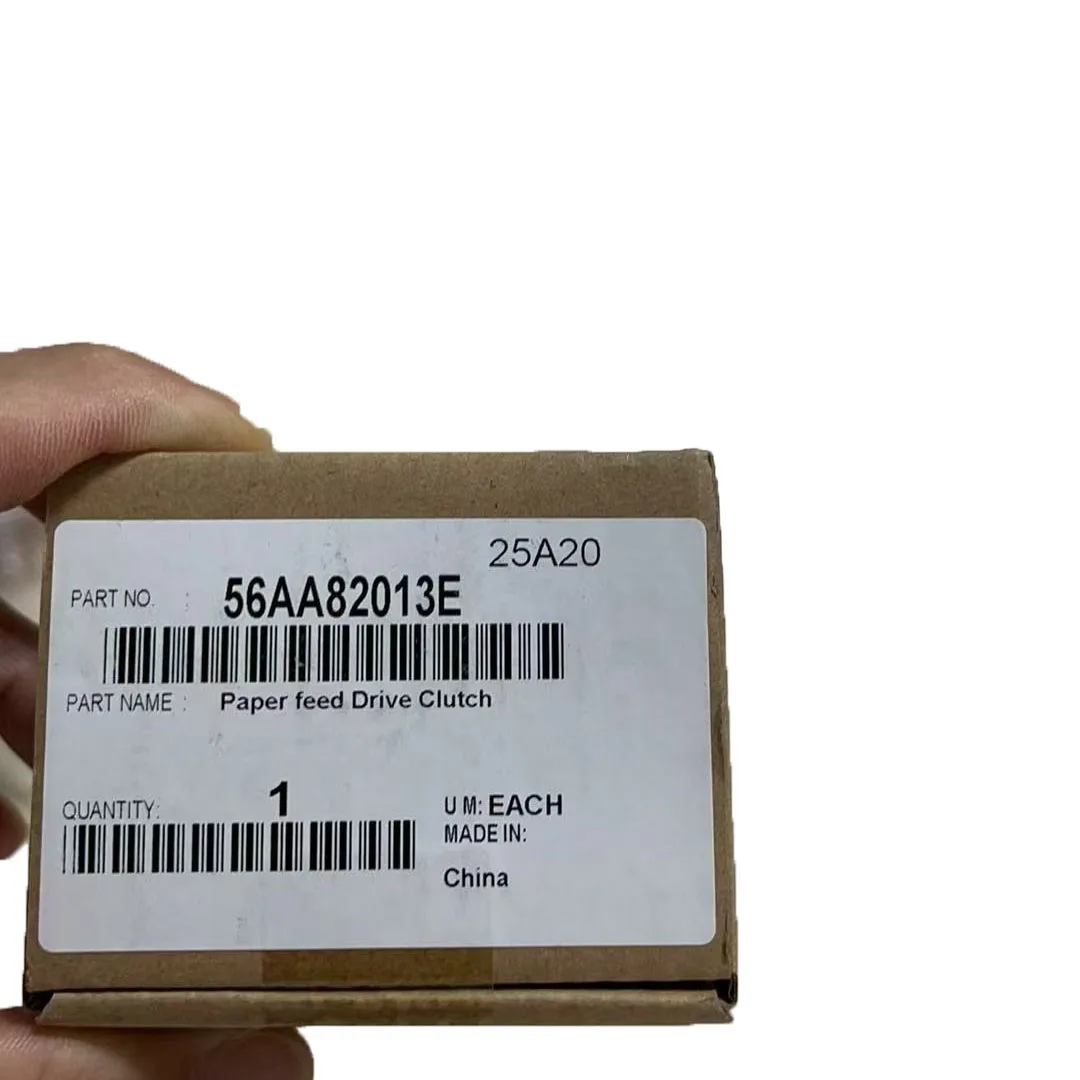 25A20
PART NO. : 56AA82013E
PART NAME : Paper feed Drive Clutch
QUANTITY: 1
U M: EACH
MADE IN:
China